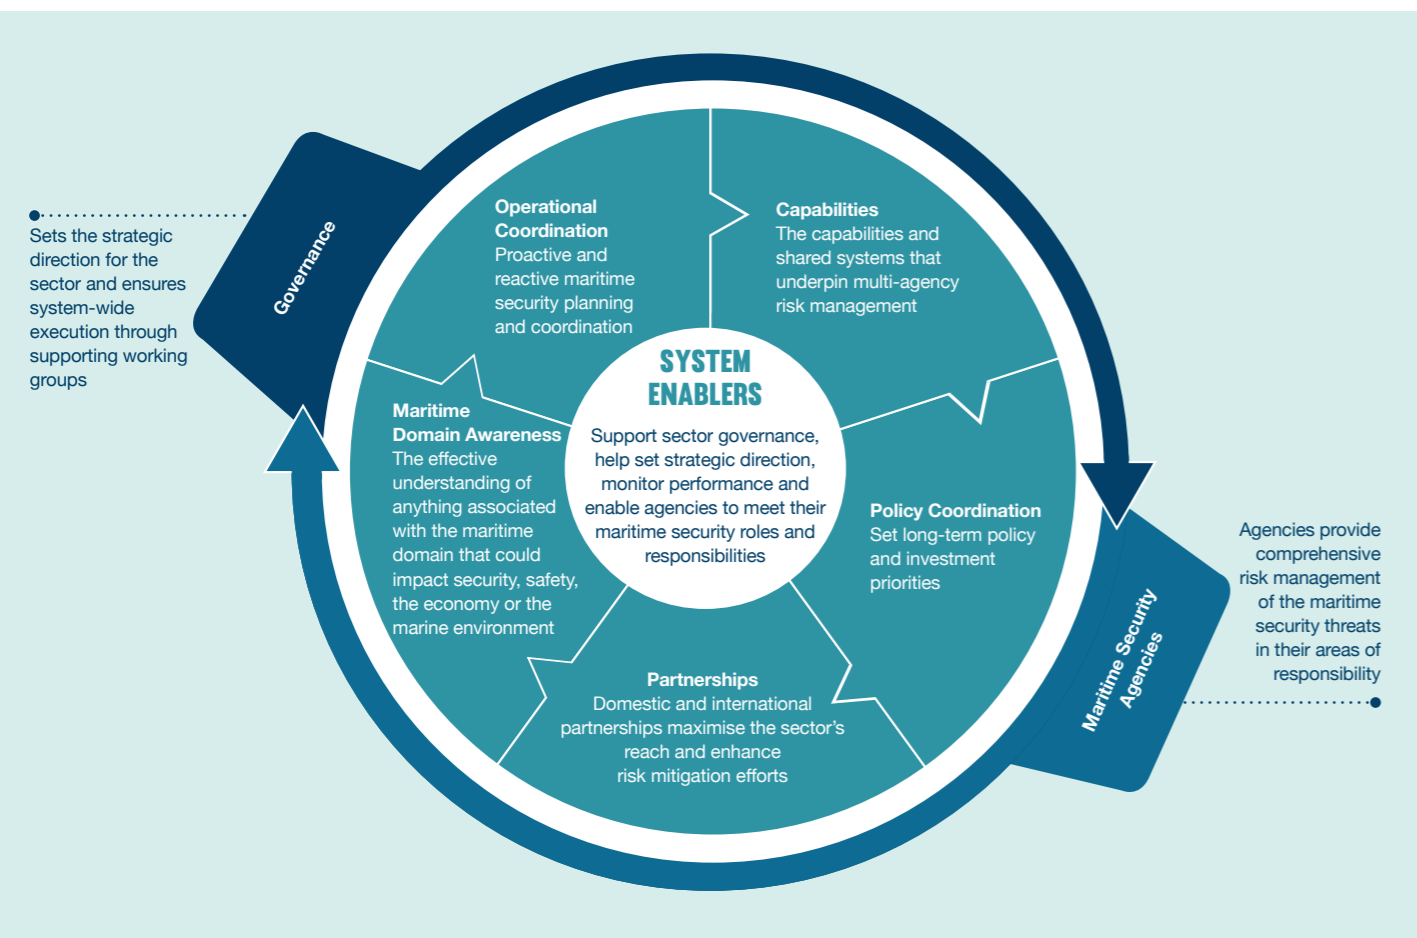 Governance
Sets the strategic
direction for the
sector and ensures
system-wide
execution through
supporting working
groups
Operational
Coordination
Proactive and
reactive maritime
security planning
and coordination
Capabilities
The capabilities and
shared systems that
underpin multi-agency
risk management
SYSTEM
ENABLERS
Support sector governance,
help set strategic direction,
monitor performance and
enable agencies to meet their
maritime security roles and
responsibilities
Maritime
Domain Awareness
The effective
understanding of
anything associated
with the maritime
domain that could
impact security, safety,
the economy or the
marine environment
Policy Coordination
Set long-term policy
and investment
priorities
Partnerships
Domestic and international
partnerships maximise the sector’s
reach and enhance
risk mitigation efforts
Maritime Security
Agencies
Agencies provide
comprehensive
risk management
of the maritime
security threats
in their areas of
responsibility